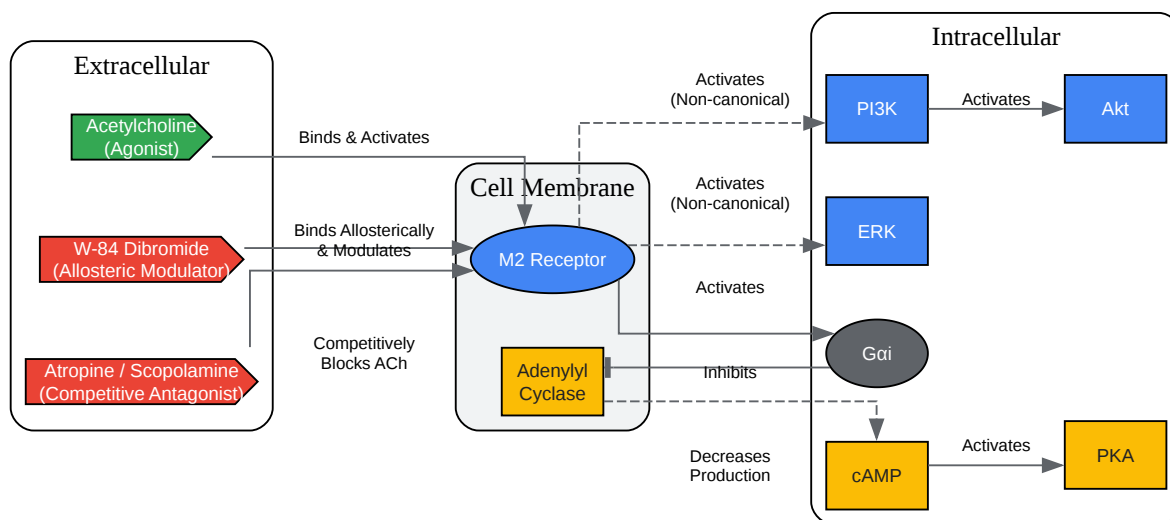 Extracellular
Acetylcholine
(Agonist)
W-84 Dibromide
(Allosteric Modulator)
Atropine / Scopolamine
(Competitive Antagonist)
Binds & Activates
Binds Allosterically
& Modulates
Competitively
Blocks ACh
Cell Membrane
M2 Receptor
Adenylyl
Cyclase
Activates
(Non-canonical)
Activates
(Non-canonical)
Activates
Inhibits
Decreases
Production
Intracellular
PI3K
Activates
Akt
ERK
Gαi
cAMP
Activates
PKA